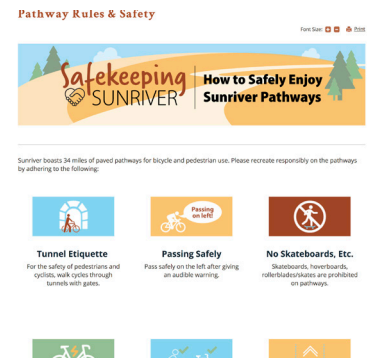 Pathway Rules & Safety
Font Size: + - Print
Safekeeping
SUNRIVER
How to Safely Enjoy
Sunriver Pathways
Sunriver boasts 34 miles of paved pathways for bicycle and pedestrian use. Please recreate responsibly on the pathways
by adhering to the following:
Passing
on left!
Tunnel Etiquette
For the safety of pedestrians and
cyclists, walk cycles through
tunnels with gates.
Passing Safely
Pass safely on the left after giving
an audible warning.
No Skateboards, Etc.
Skateboards, hoverboards,
rollerblades/skates are prohibited
on pathways.